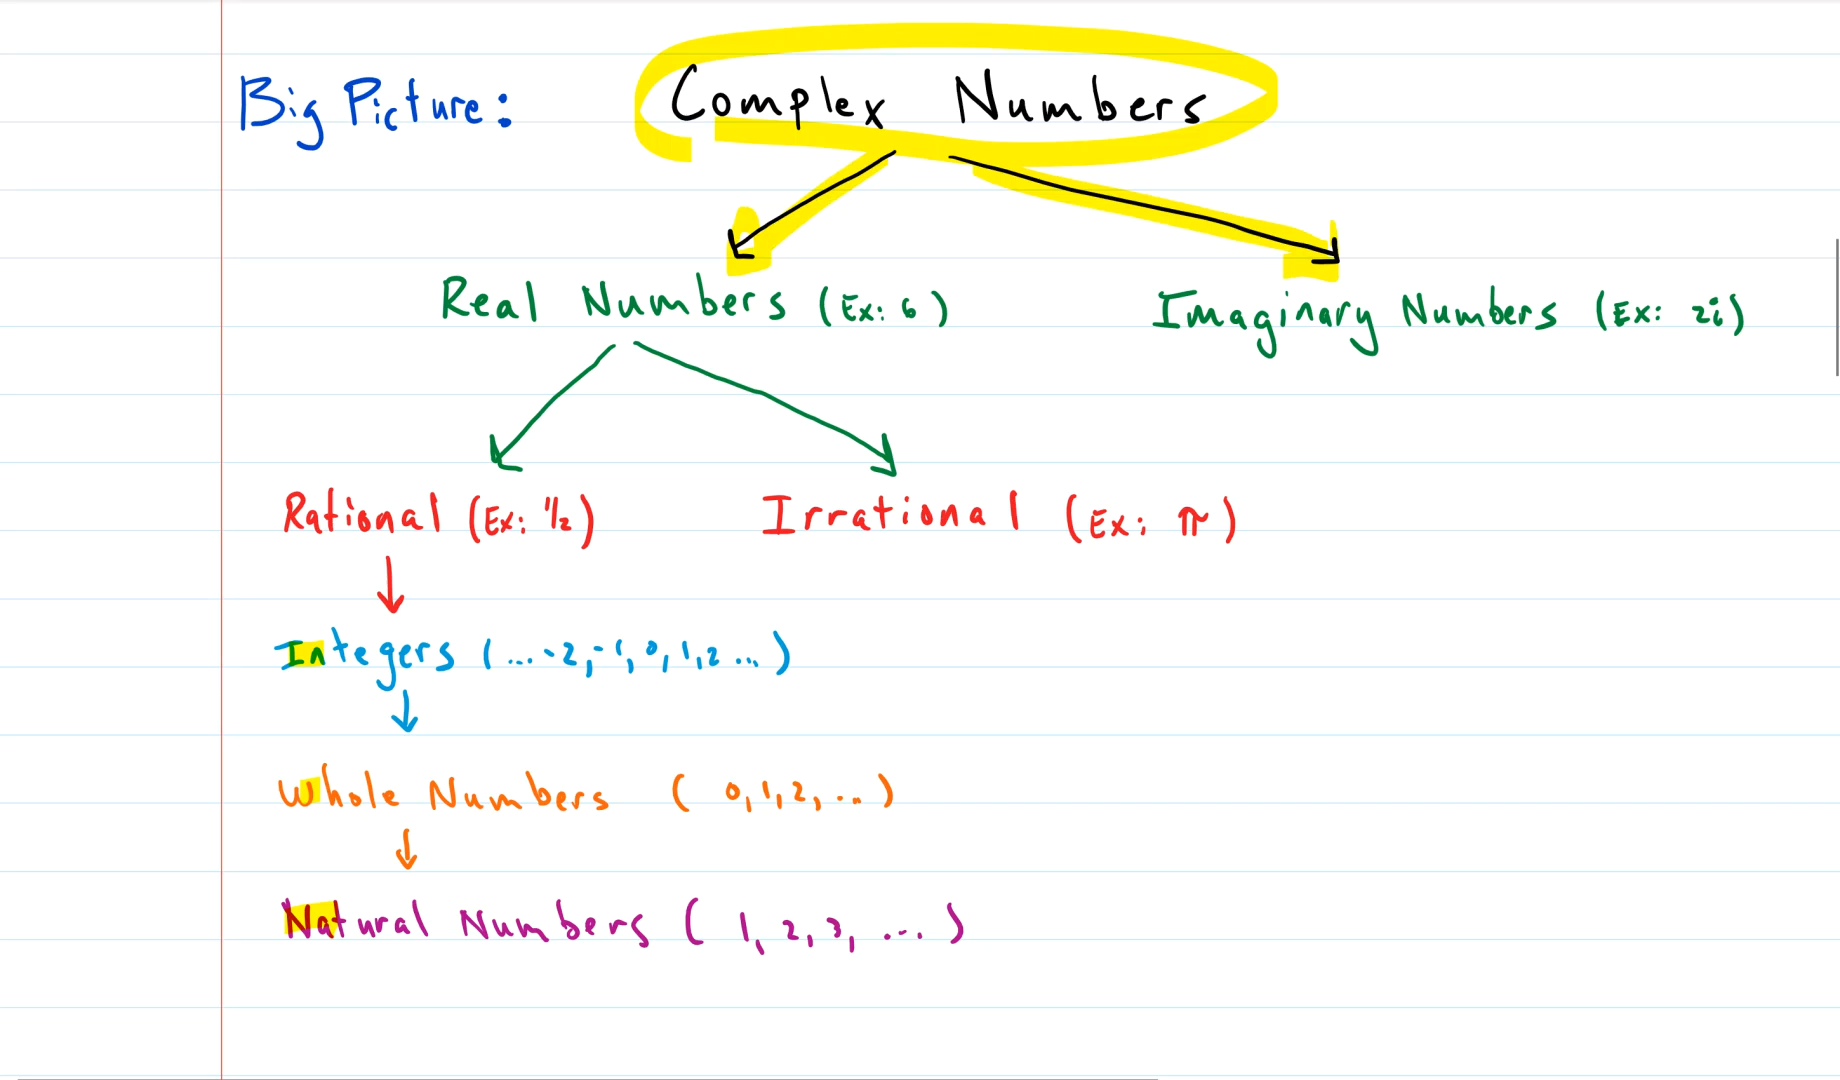 Big Picture: Complex Numbers
Real Numbers (Ex: 6) Imaginary Numbers (Ex: 2i)
Rational (Ex: 1/2) Irrational (Ex: π)
Integers (... -2, -1, 0, 1, 2 ...)
Whole Numbers ( 0, 1, 2, ... )
Natural Numbers ( 1, 2, 3, ... )